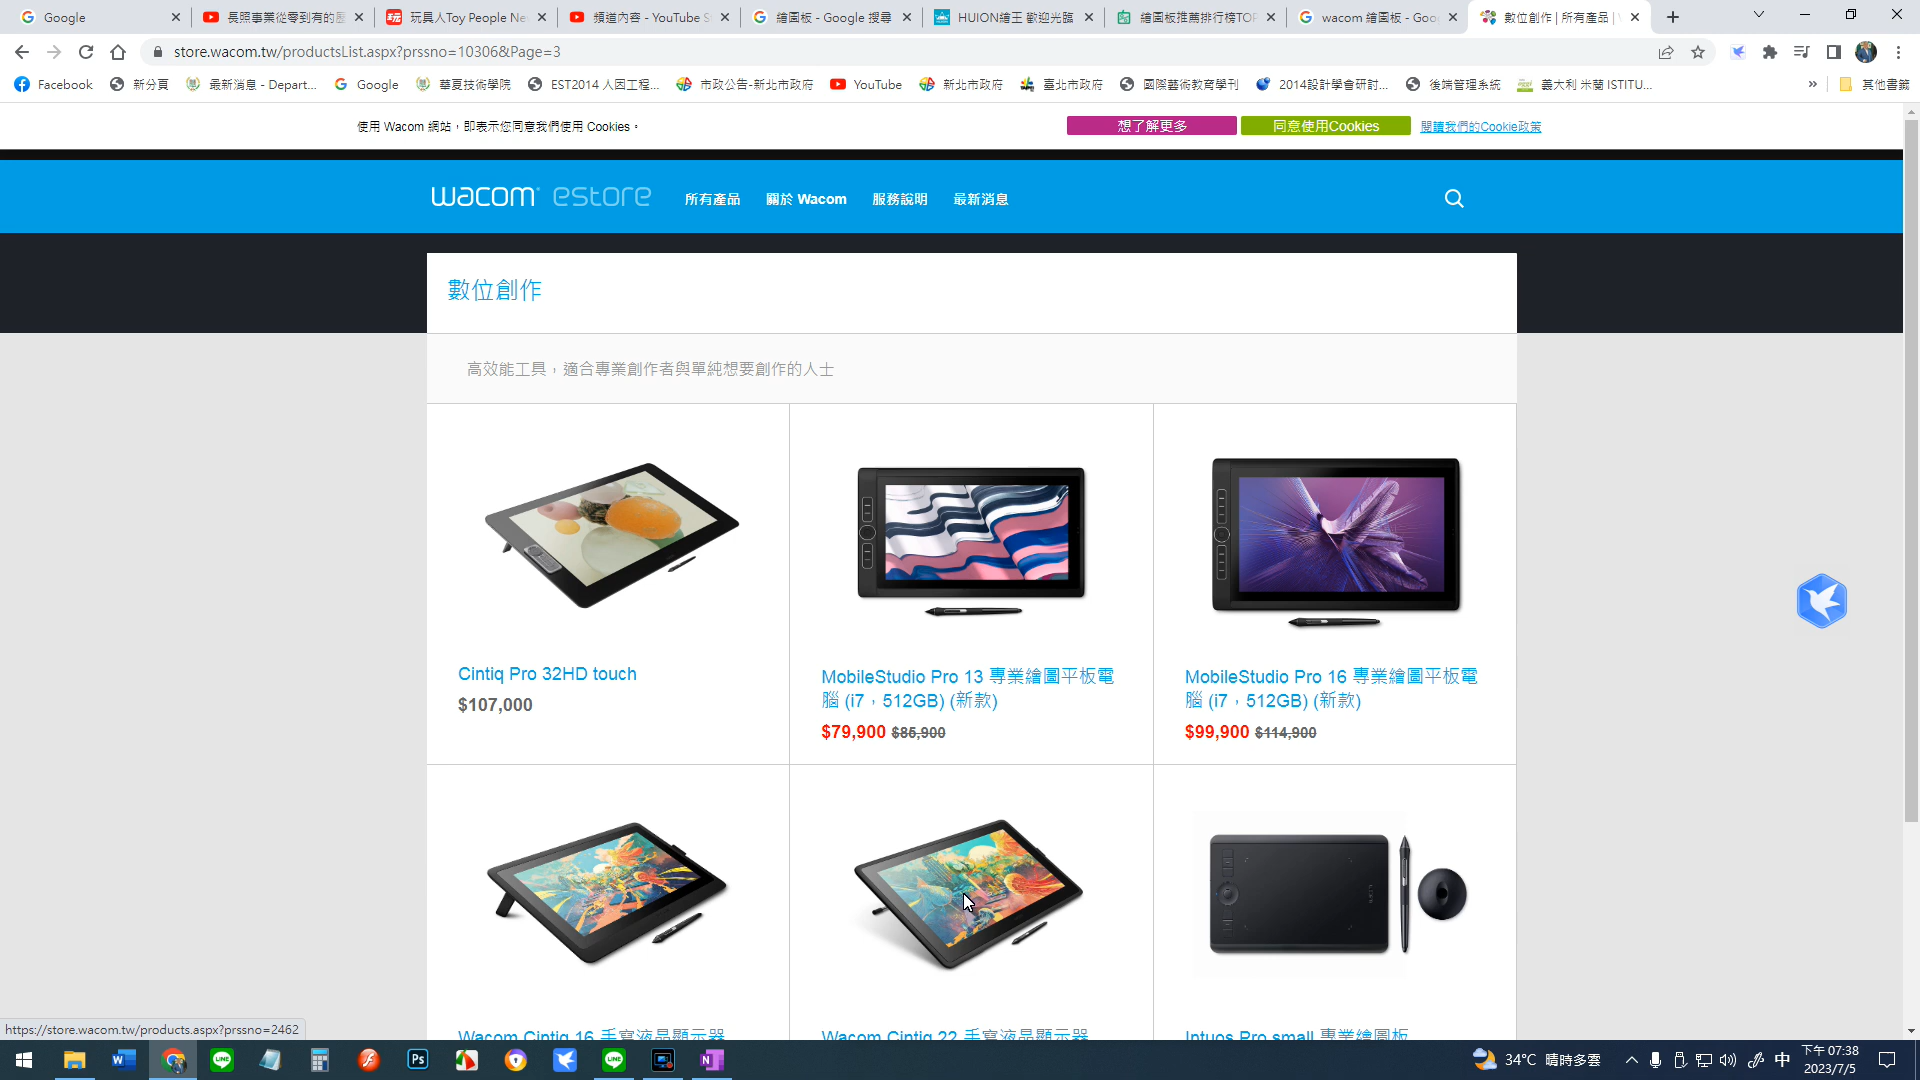 Google
長照事業從零到有的
玩具人Toy People Ne
頻道內容 - YouTube S
繪圖板 - Google 搜尋
HUION繪王 歡迎光臨
繪圖板推薦排行榜TOP
wacom 繪圖板 - Goo
數位創作 | 所有產品 |
store.wacom.tw/productsList.aspx?prssno=10306&Page=3
Facebook
新分頁
最新消息 - Depart...
Google
華夏技術學院
EST2014 人因工程...
市政公告-新北市政府
YouTube
新北市政府
臺北市政府
國際藝術教育學刊
2014設計學會研討...
後端管理系統
義大利 米蘭 ISTITU...
»
其他書籤
使用 Wacom 網站，即表示您同意我們使用 Cookies。
想了解更多
同意使用Cookies
閱讀我們的Cookie政策
wacom estore
所有產品
關於 Wacom
服務說明
最新消息
數位創作
高效能工具，適合專業創作者與單純想要創作的人士
Cintiq Pro 32HD touch
$107,000
MobileStudio Pro 13 專業繪圖平板電
腦 (i7，512GB) (新款)
$79,900 $85,900
MobileStudio Pro 16 專業繪圖平板電
腦 (i7，512GB) (新款)
$99,900 $114,900
Wacom Cintiq 16 手寫液晶顯示器
Wacom Cintiq 22 手寫液晶顯示器
Intuos Pro small 專業繪圖板
https://store.wacom.tw/products.aspx?prssno=2462
34°C 晴時多雲
中
下午 07:38
2023/7/5